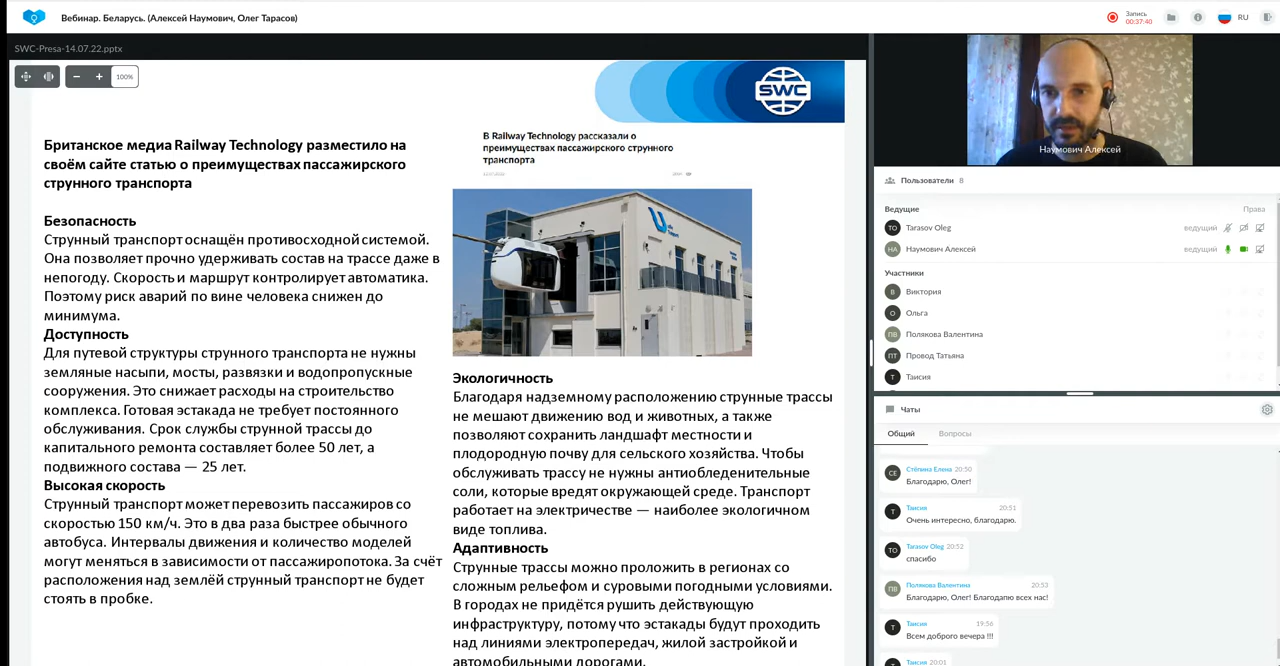 Вебинар. Беларусь. (Алексей Наумович, Олег Тарасов)
Запись
00:37:40
RU
SWC-Presa-14.07.22.pptx
100%
SWC
Британское медиа Railway Technology разместило на
своём сайте статью о преимуществах пассажирского
струнного транспорта
Безопасность
Струнный транспорт оснащён противосходной системой.
Она позволяет прочно удерживать состав на трассе даже в
непогоду. Скорость и маршрут контролирует автоматика.
Поэтому риск аварий по вине человека снижен до
минимума.
Доступность
Для путевой структуры струнного транспорта не нужны
земляные насыпи, мосты, развязки и водопропускные
сооружения. Это снижает расходы на строительство
комплекса. Готовая эстакада не требует постоянного
обслуживания. Срок службы струнной трассы до
капитального ремонта составляет более 50 лет, а
подвижного состава — 25 лет.
Высокая скорость
Струнный транспорт может перевозить пассажиров со
скоростью 150 км/ч. Это в два раза быстрее обычного
автобуса. Интервалы движения и количество моделей
могут меняться в зависимости от пассажиропотока. За счёт
расположения над землёй струнный транспорт не будет
стоять в пробке.
В Railway Technology рассказали о
преимуществах пассажирского струнного
транспорта
Экологичность
Благодаря надземному расположению струнные трассы
не мешают движению вод и животных, а также
позволяют сохранить ландшафт местности и
плодородную почву для сельского хозяйства. Чтобы
обслуживать трассу не нужны антиобледенительные
соли, которые вредят окружающей среде. Транспорт
работает на электричестве — наиболее экологичном
виде топлива.
Адаптивность
Струнные трассы можно проложить в регионах со
сложным рельефом и суровыми погодными условиями.
В городах не придётся рушить действующую
инфраструктуру, потому что эстакады будут проходить
над линиями электропередач, жилой застройкой и
автомобильными дорогами.
Наумович Алексей
Пользователи 8
Ведущие Права
TO Tarasov Oleg ведущий
НА Наумович Алексей ведущий
Участники
В Виктория
О Ольга
ПВ Полякова Валентина
ПТ Провод Татьяна
Т Таисия
Чаты
Общий Вопросы
СЕ Стёпина Елена 20:50
Благодарю, Олег!
Т Таисия 20:51
Очень интересно, благодарю.
TO Tarasov Oleg 20:52
спасибо
ПВ Полякова Валентина 20:53
Благодарю, Олег! Благодапю всех нас!
Т Таисия 19:56
Всем доброго вечера !!!
Т Таисия 20:01